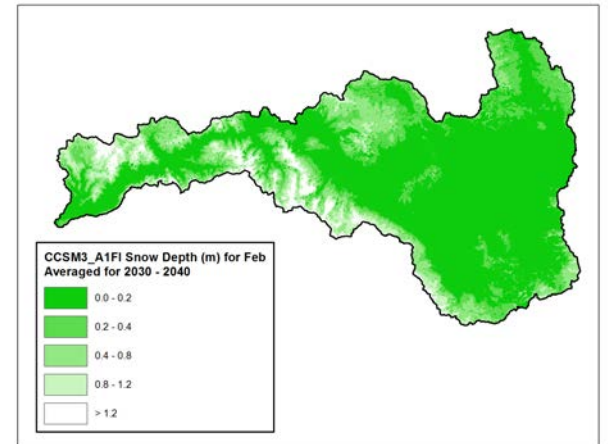 CCSM3_A1FI Snow Depth (m) for Feb
Averaged for 2030 - 2040
0.0 - 0.2
0.2 - 0.4
0.4 - 0.8
0.8 - 1.2
> 1.2